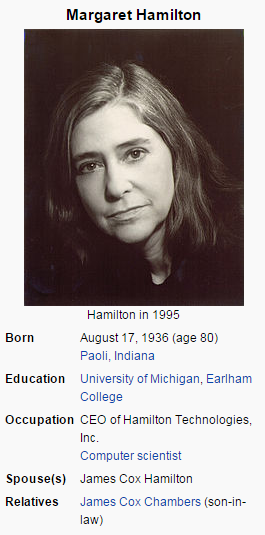 Margaret Hamilton
Hamilton in 1995
Born August 17, 1936 (age 80)
Paoli, Indiana
Education University of Michigan, Earlham
College
Occupation CEO of Hamilton Technologies,
Inc.
Computer scientist
Spouse(s) James Cox Hamilton
Relatives James Cox Chambers (son-in-
law)